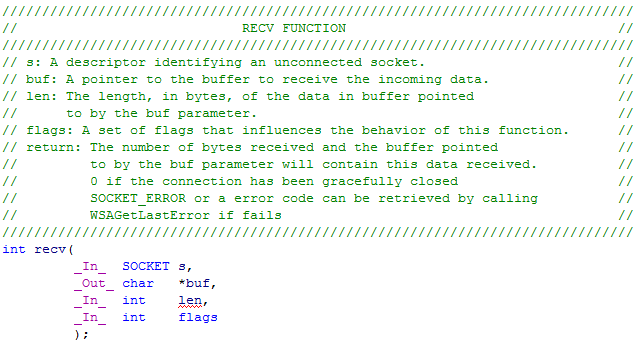 ///////////////////////////////////////////////////////////////////////////////
//                            RECV FUNCTION                                  //
///////////////////////////////////////////////////////////////////////////////
// s: A descriptor identifying an unconnected socket.                        //
// buf: A pointer to the buffer to receive the incoming data.                //
// len: The length, in bytes, of the data in buffer pointed                  //
//      to by the buf parameter.                                             //
// flags: A set of flags that influences the behavior of this function.      //
// return: The number of bytes received and the buffer pointed               //
//         to by the buf parameter will contain this data received.          //
//         0 if the connection has been gracefully closed                    //
//         SOCKET_ERROR or a error code can be retrieved by calling          //
//         WSAGetLastError if fails                                          //
///////////////////////////////////////////////////////////////////////////////
int recv(
         _In_  SOCKET s,
         _Out_ char   *buf,
         _In_  int    len,
         _In_  int    flags
         );